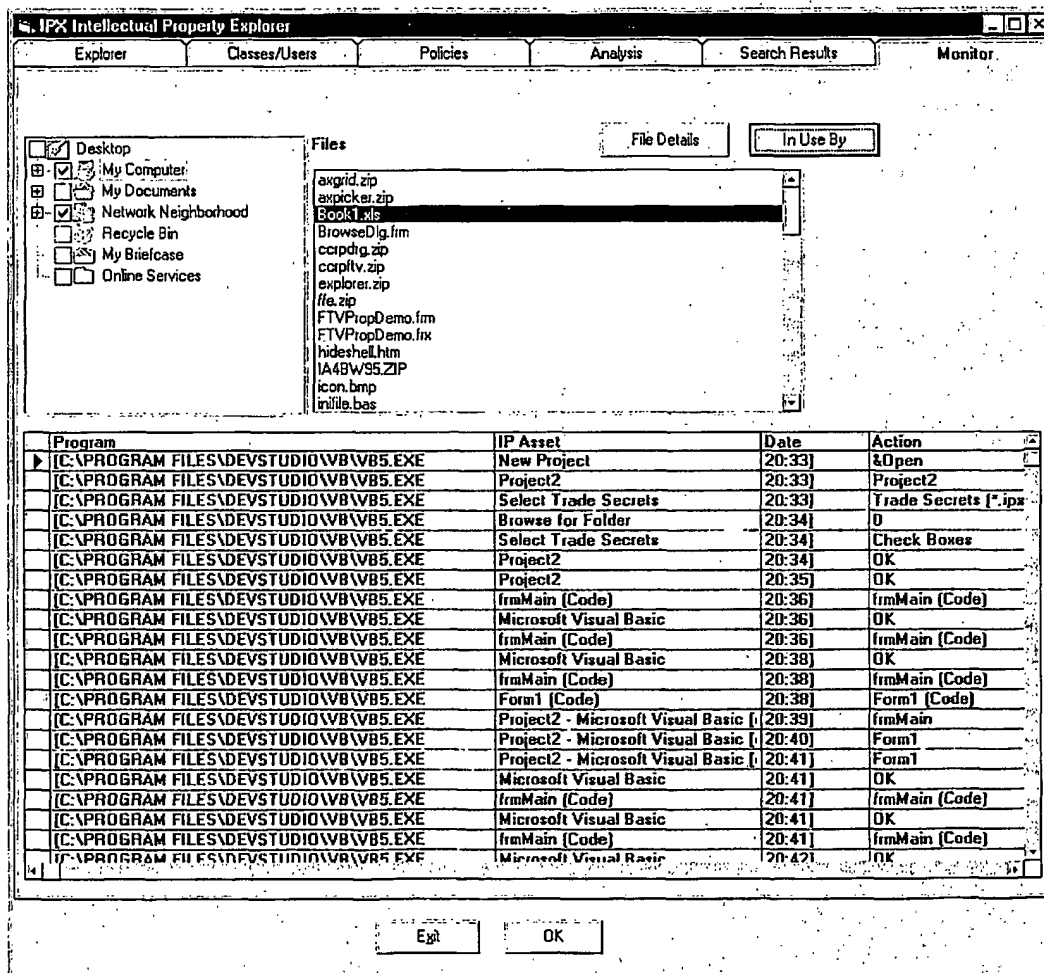 IPX Intellectual Property Explorer
Explorer Classes/Users Policies Analysis Search Results Monitor
Desktop
My Computer
My Documents
Network Neighborhood
Recycle Bin
My Briefcase
Online Services
Files
File Details
In Use By
axgrid.zip
axpicker.zip
Book1.xls
BrowseDlg.frm
ccrpdtg.zip
ccrpftv.zip
explorer.zip
ffe.zip
FTVPropDemo.frm
FTVPropDemo.frx
hideshell.htm
IA4BW95.ZIP
icon.bmp
inifile.bas
Program IP Asset Date Action
[C:\PROGRAM FILES\DEVSTUDIO\VB\VB5.EXE New Project 20:33] &Open
[C:\PROGRAM FILES\DEVSTUDIO\VB\VB5.EXE Project2 20:33] Project2
[C:\PROGRAM FILES\DEVSTUDIO\VB\VB5.EXE Select Trade Secrets 20:33] Trade Secrets (*.ipx
[C:\PROGRAM FILES\DEVSTUDIO\VB\VB5.EXE Browse for Folder 20:34] 0
[C:\PROGRAM FILES\DEVSTUDIO\VB\VB5.EXE Select Trade Secrets 20:34] Check Boxes
[C:\PROGRAM FILES\DEVSTUDIO\VB\VB5.EXE Project2 20:34] OK
[C:\PROGRAM FILES\DEVSTUDIO\VB\VB5.EXE Project2 20:35] OK
[C:\PROGRAM FILES\DEVSTUDIO\VB\VB5.EXE frmMain (Code) 20:36] frmMain (Code)
[C:\PROGRAM FILES\DEVSTUDIO\VB\VB5.EXE Microsoft Visual Basic 20:36] OK
[C:\PROGRAM FILES\DEVSTUDIO\VB\VB5.EXE frmMain (Code) 20:36] frmMain (Code)
[C:\PROGRAM FILES\DEVSTUDIO\VB\VB5.EXE Microsoft Visual Basic 20:38] OK
[C:\PROGRAM FILES\DEVSTUDIO\VB\VB5.EXE frmMain (Code) 20:38] frmMain (Code)
[C:\PROGRAM FILES\DEVSTUDIO\VB\VB5.EXE Form1 (Code) 20:38] Form1 (Code)
[C:\PROGRAM FILES\DEVSTUDIO\VB\VB5.EXE Project2 - Microsoft Visual Basic [ 20:39] frmMain
[C:\PROGRAM FILES\DEVSTUDIO\VB\VB5.EXE Project2 - Microsoft Visual Basic [ 20:40] Form1
[C:\PROGRAM FILES\DEVSTUDIO\VB\VB5.EXE Project2 - Microsoft Visual Basic [ 20:41] Form1
[C:\PROGRAM FILES\DEVSTUDIO\VB\VB5.EXE Microsoft Visual Basic 20:41] OK
[C:\PROGRAM FILES\DEVSTUDIO\VB\VB5.EXE frmMain (Code) 20:41] frmMain (Code)
[C:\PROGRAM FILES\DEVSTUDIO\VB\VB5.EXE Microsoft Visual Basic 20:41] OK
[C:\PROGRAM FILES\DEVSTUDIO\VB\VB5.EXE frmMain (Code) 20:41] frmMain (Code)
[C:\PROGRAM FILES\DEVSTUDIO\VB\VB5.EXE Microsoft Visual Basic 20:42] OK
Exit OK